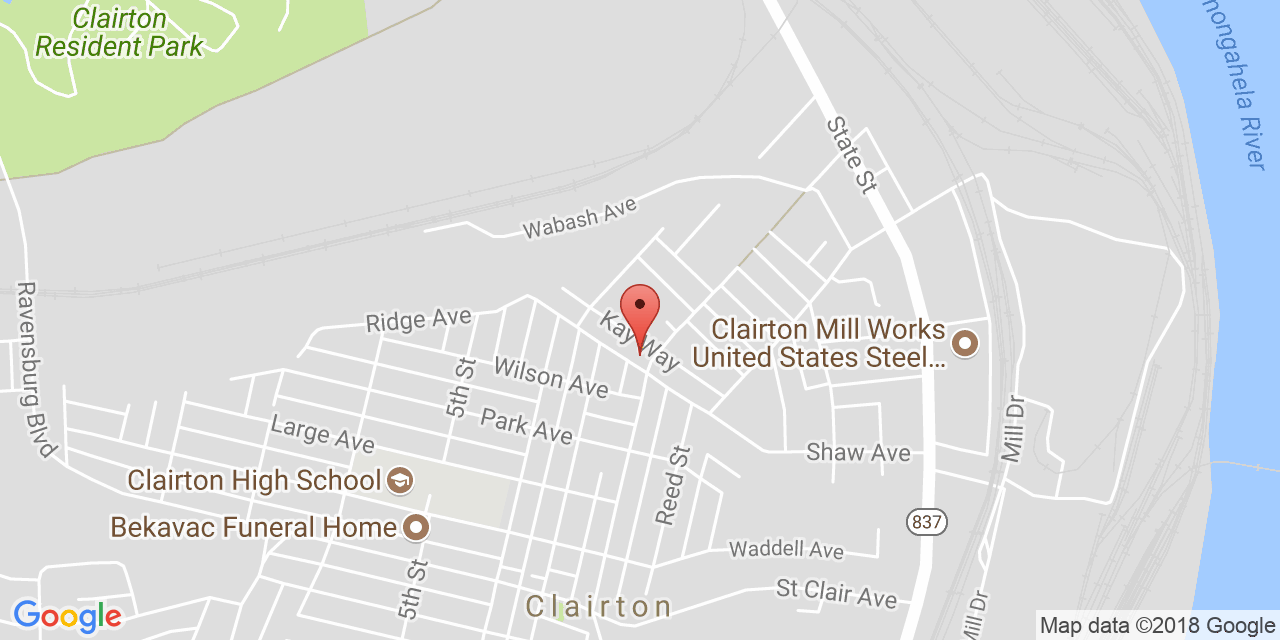 Clairton
Resident Park
Monongahela River
State St
Wabash Ave
Ravensburg Blvd
Ridge Ave
Kay Way
Clairton Mill Works
United States Steel...
5th St
Wilson Ave
Park Ave
Large Ave
Mill Dr
Shaw Ave
Clairton High School
Reed St
Bekavac Funeral Home
837
Waddell Ave
5th St
St Clair Ave
Clairton
Mill Dr
Google
Map data ©2018 Google